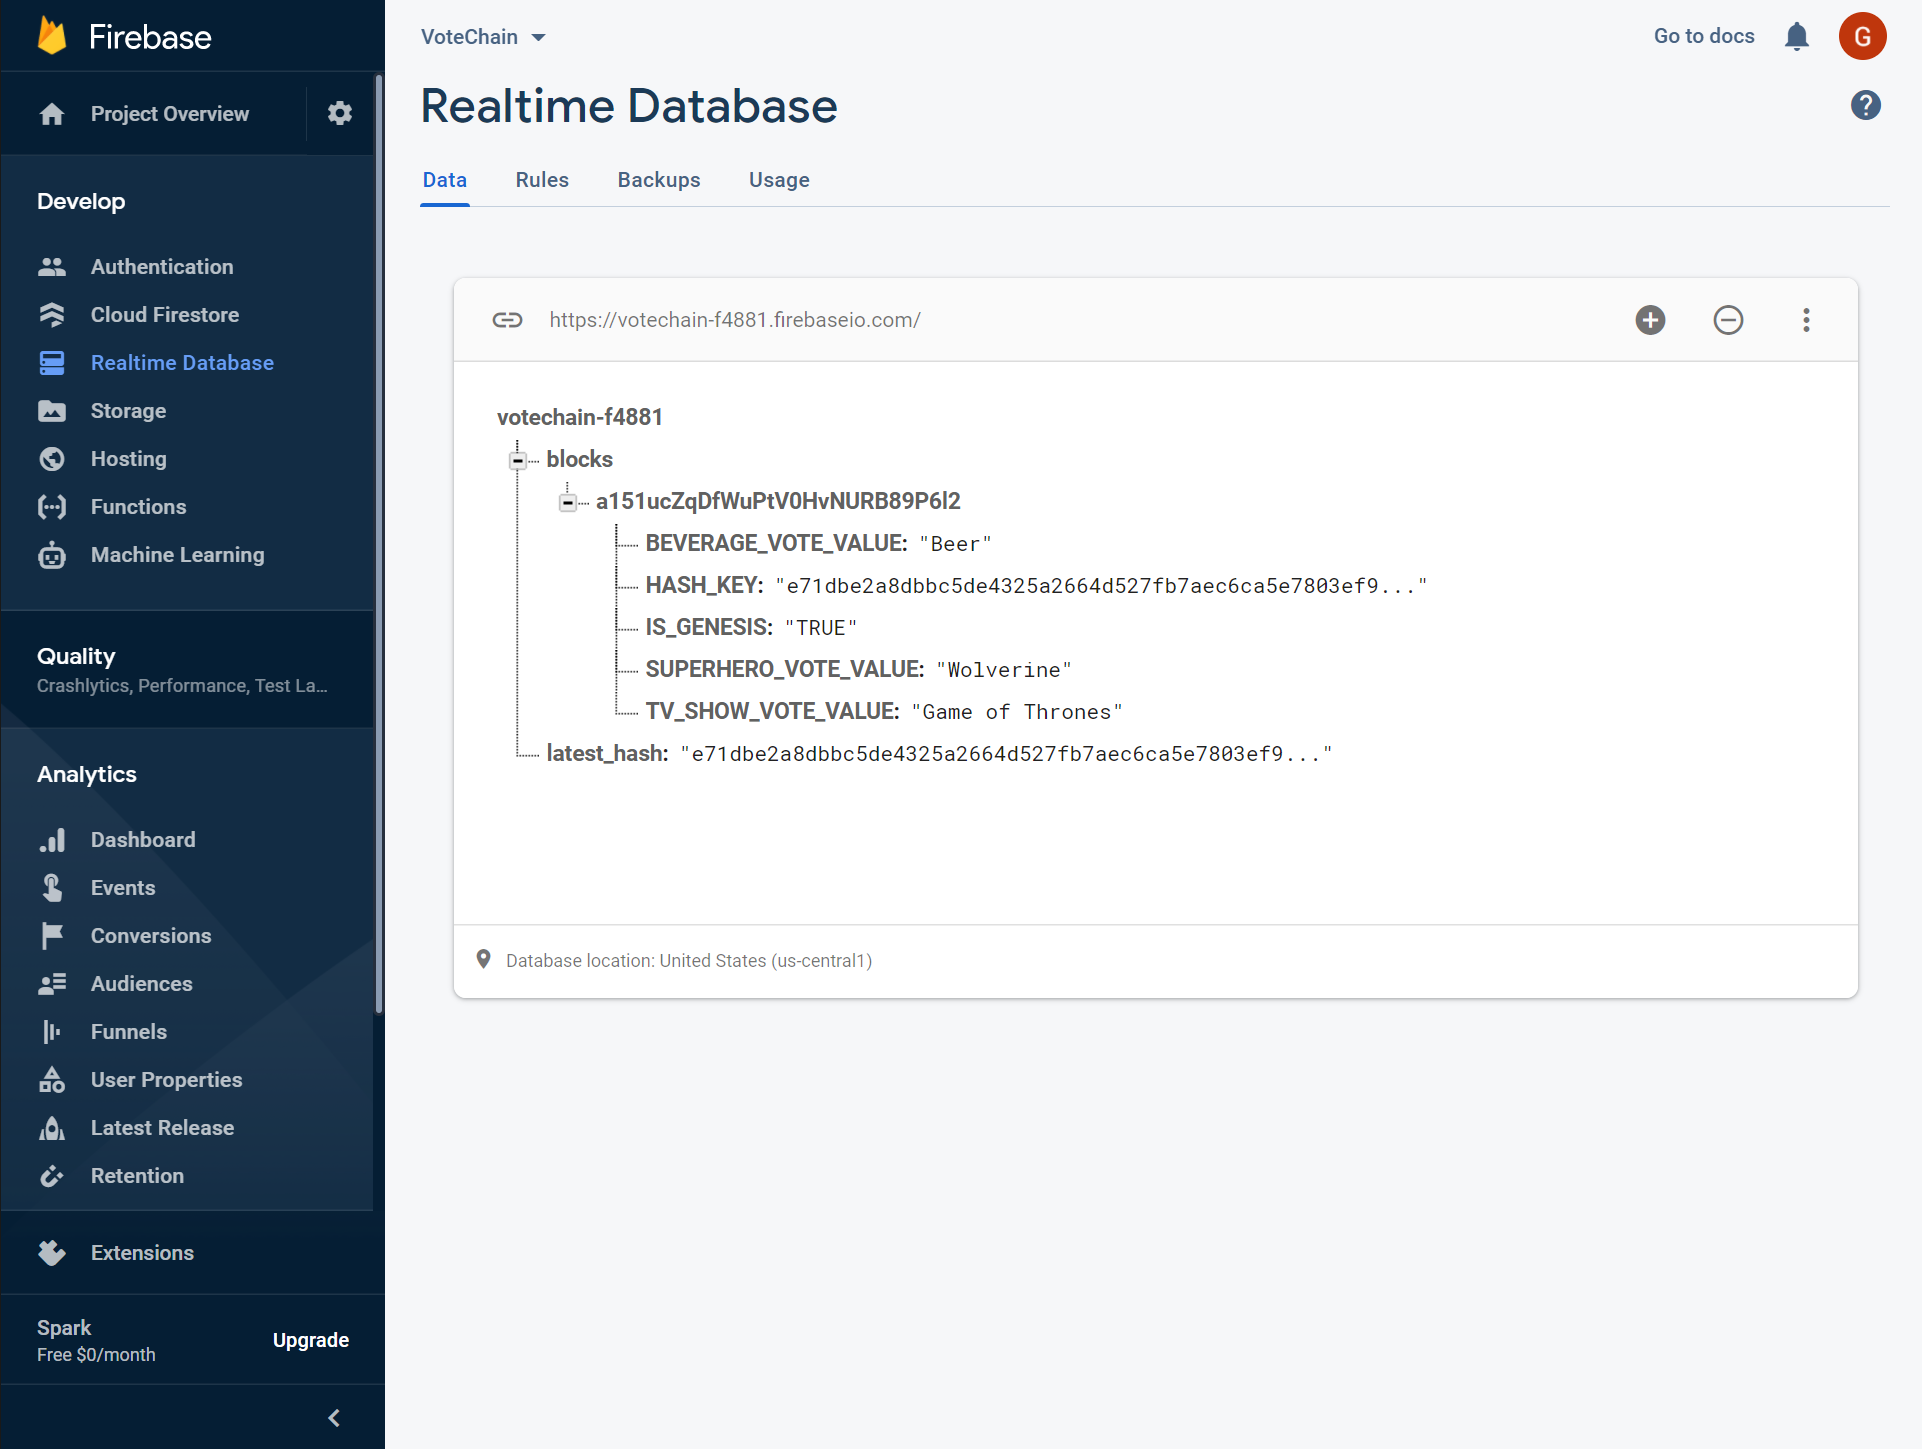 Firebase
Project Overview
Develop
Authentication
Cloud Firestore
Realtime Database
Storage
Hosting
Functions
Machine Learning
Quality
Crashlytics, Performance, Test La...
Analytics
Dashboard
Events
Conversions
Audiences
Funnels
User Properties
Latest Release
Retention
Extensions
Spark
Free $0/month
Upgrade
VoteChain
Go to docs
G
Realtime Database
?
Data Rules Backups Usage
https://votechain-f4881.firebaseio.com/
votechain-f4881
blocks
a151ucZqDfWuPtV0HvNURB89P6l2
BEVERAGE_VOTE_VALUE: "Beer"
HASH_KEY: "e71dbe2a8dbbc5de4325a2664d527fb7aec6ca5e7803ef9..."
IS_GENESIS: "TRUE"
SUPERHERO_VOTE_VALUE: "Wolverine"
TV_SHOW_VOTE_VALUE: "Game of Thrones"
latest_hash: "e71dbe2a8dbbc5de4325a2664d527fb7aec6ca5e7803ef9..."
Database location: United States (us-central1)